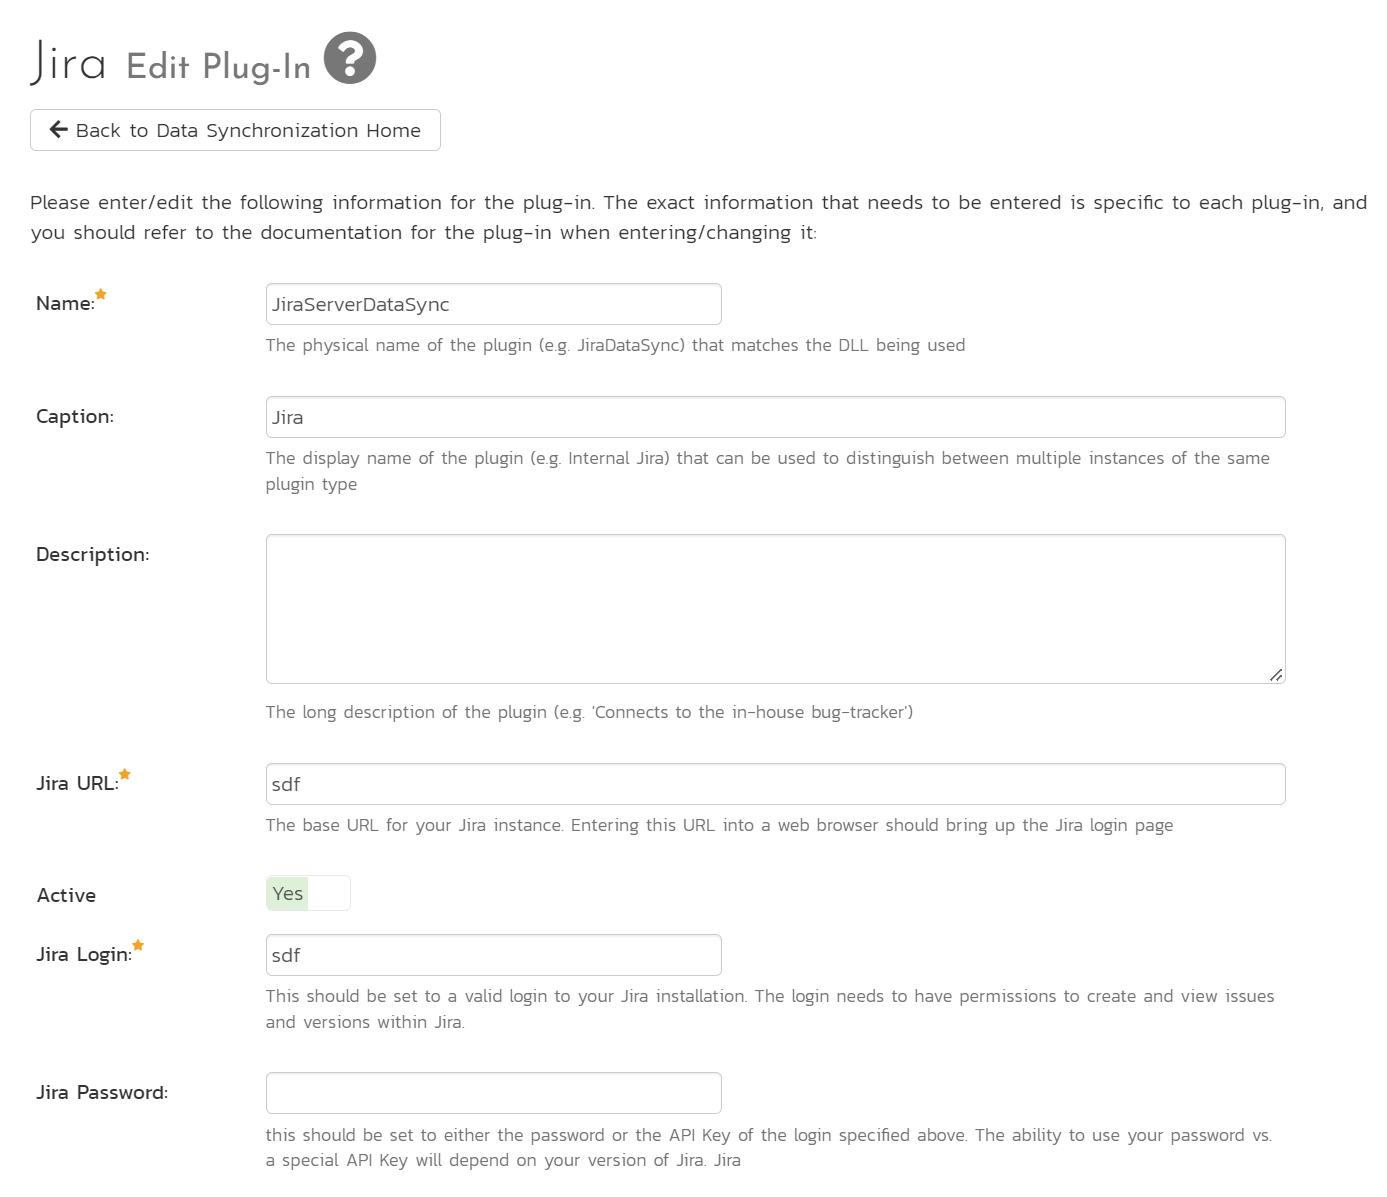 Jira Edit Plug-In ?
Back to Data Synchronization Home
Please enter/edit the following information for the plug-in. The exact information that needs to be entered is specific to each plug-in, and
you should refer to the documentation for the plug-in when entering/changing it:
Name:
JiraServerDataSync
The physical name of the plugin (e.g. JiraDataSync) that matches the DLL being used
Caption:
Jira
The display name of the plugin (e.g. Internal Jira) that can be used to distinguish between multiple instances of the same
plugin type
Description:
The long description of the plugin (e.g. 'Connects to the in-house bug-tracker')
Jira URL:
sdf
The base URL for your Jira instance. Entering this URL into a web browser should bring up the Jira login page
Active
Yes
Jira Login:
sdf
This should be set to a valid login to your Jira installation. The login needs to have permissions to create and view issues
and versions within Jira.
Jira Password:
this should be set to either the password or the API Key of the login specified above. The ability to use your password vs.
a special API Key will depend on your version of Jira. Jira